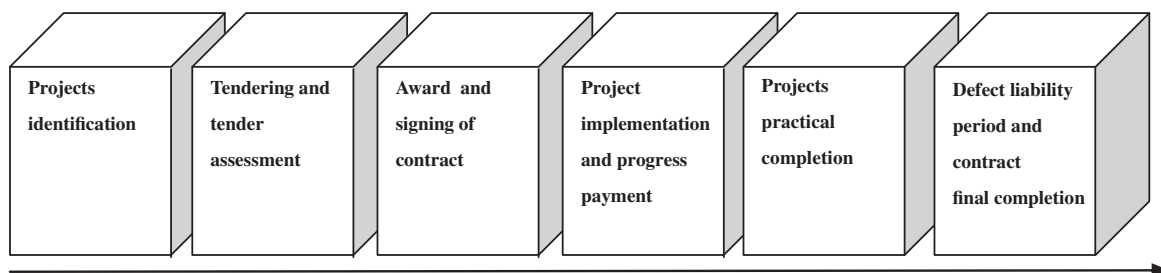 Projects
identification
Tendering and
tender
assessment
Award and
signing of
contract
Project
implementation
and progress
payment
Projects
practical
completion
Defect liability
period and
contract
final completion